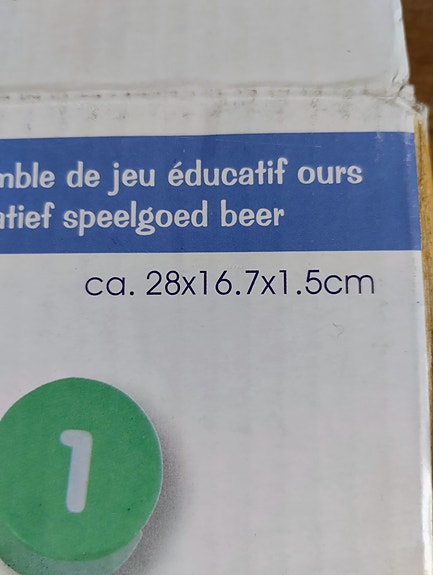 mble de jeu éducatif ours
atief speelgoed beer
ca. 28x16.7x1.5cm
1